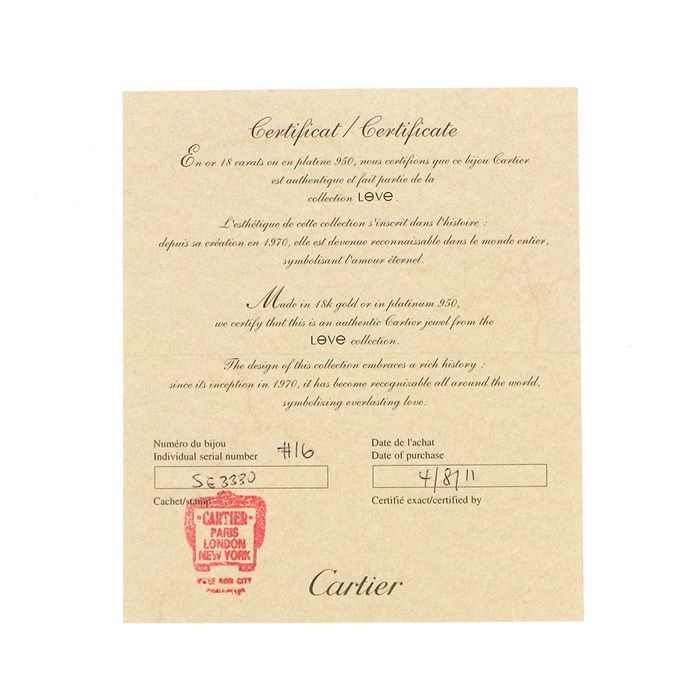 Certificat / Certificate
En or 18 carats ou en platine 950, nous certifions que ce bijou Cartier
est authentique et fait partie de la
collection LOVE.
L'esthétique de cette collection s'inscrit dans l'histoire :
depuis sa création en 1970, elle est devenue reconnaissable dans le monde entier,
symbolisant l'amour éternel.
Made in 18k gold or in platinum 950,
we certify that this is an authentic Cartier jewel from the
LOVE collection.
The design of this collection embraces a rich history :
since its inception in 1970, it has become recognizable all around the world,
symbolizing everlasting love.
Numéro du bijou
Individual serial number #16
SE3330
Cachet/stamp
Date de l'achat
Date of purchase
4/8/11
Certifié exact/certified by
CARTIER
PARIS
LONDON
NEW YORK
AND CITY
Cartier